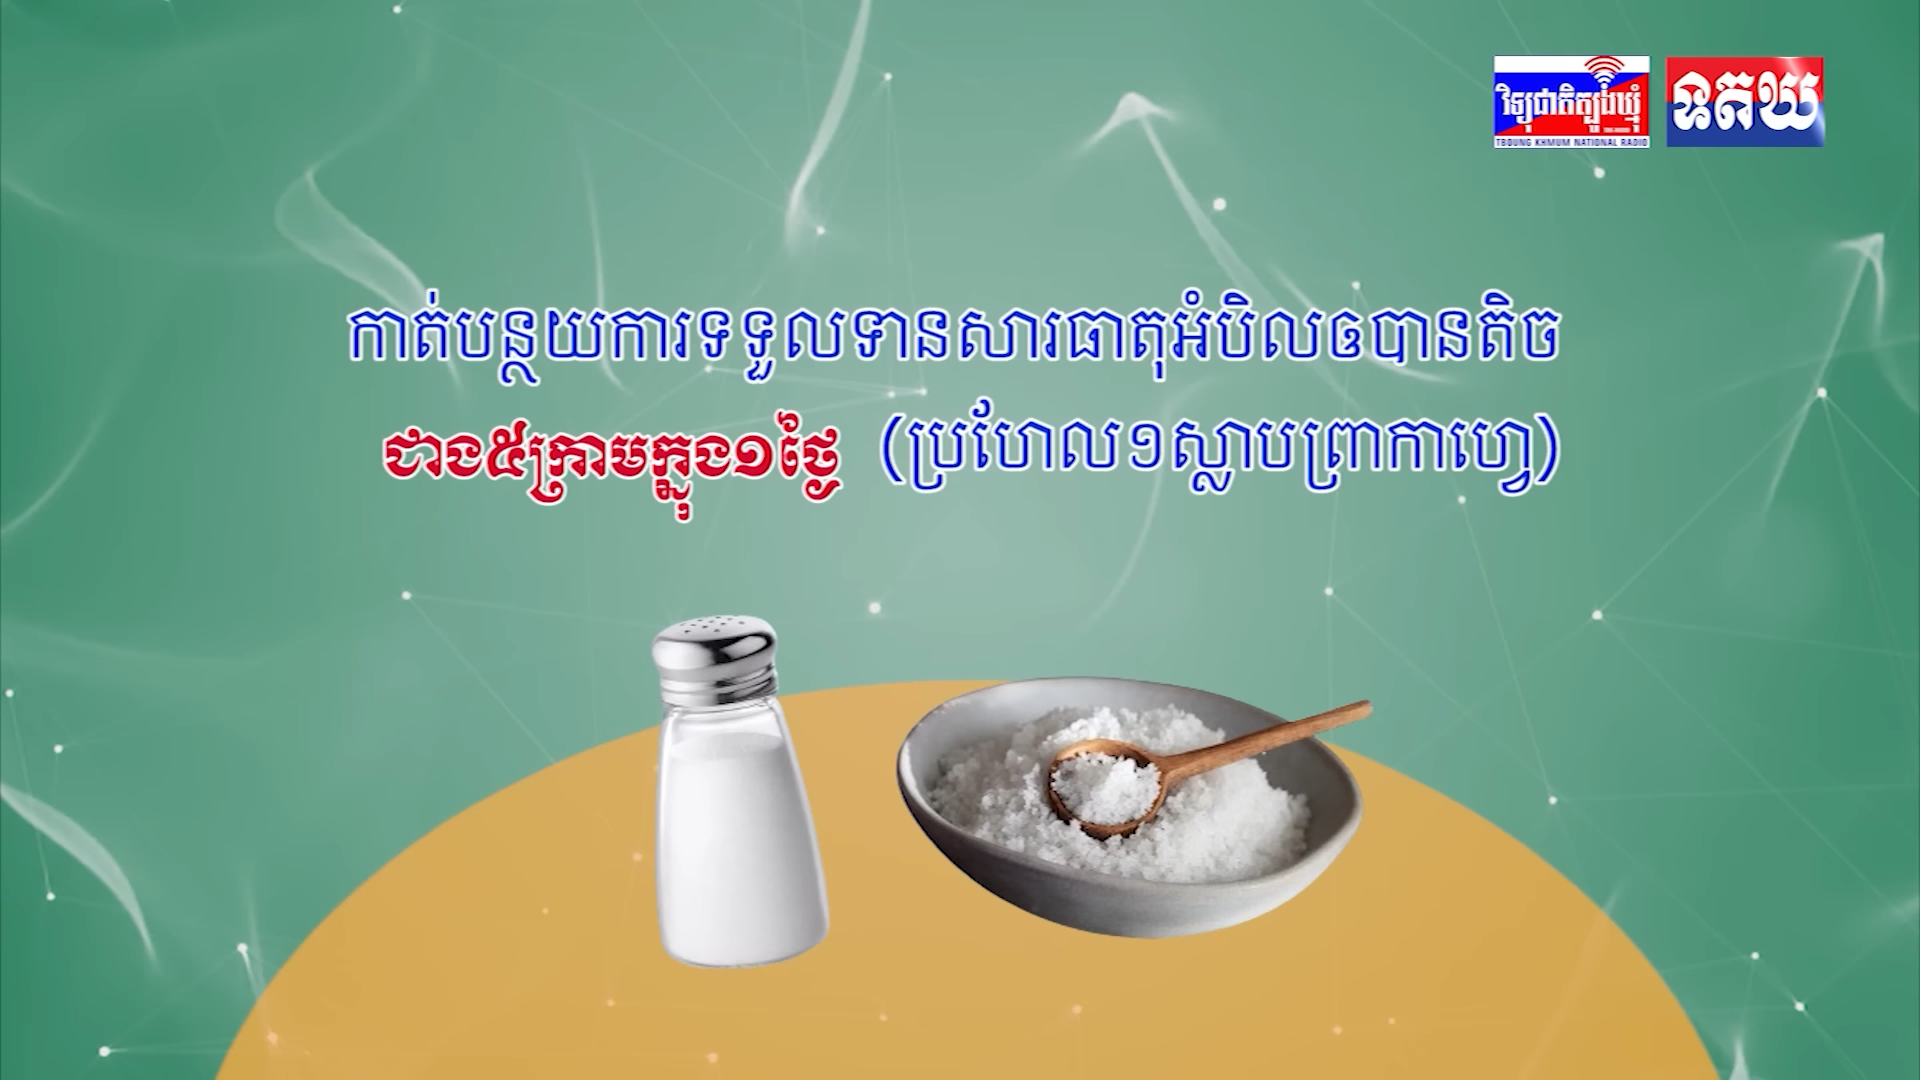 វិទ្យុជាតិត្បូងឃ្មុំ
TBOUNG KHMUM NATIONAL RADIO
ទតឃ
កាត់បន្ថយការទទួលទានសារធាតុអំបិលឲបានតិច
ជាង៥ក្រាមក្នុង១ថ្ងៃ (ប្រហែល១ស្លាបព្រាកាហ្វេ)